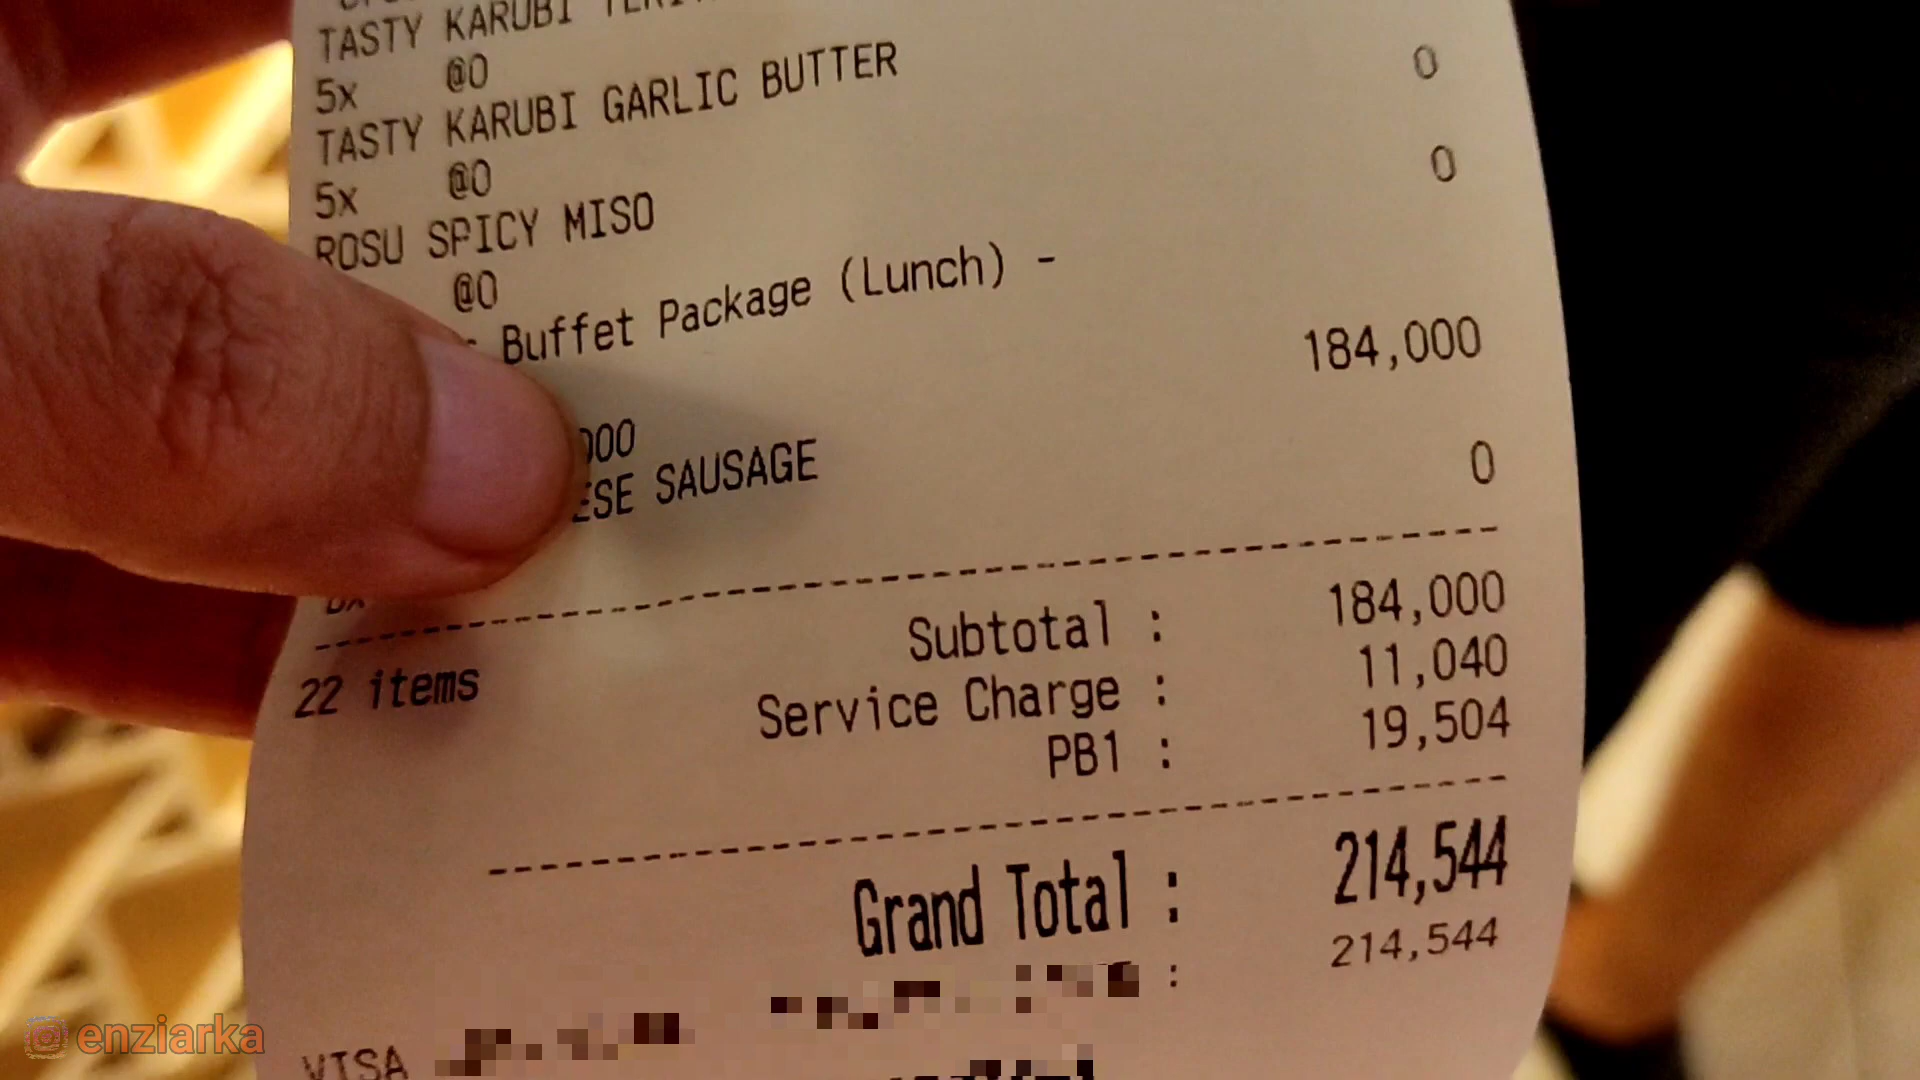 TASTY KARUBI
5x @0
TASTY KARUBI GARLIC BUTTER 0
5x @0 0
ROSU SPICY MISO
@0
Buffet Package (Lunch) -
184,000
000
SAUSAGE 0
22 items
Subtotal : 184,000
Service Charge : 11,040
PB1 : 19,504
Grand Total : 214,544
: 214,544
VISA
enziarka